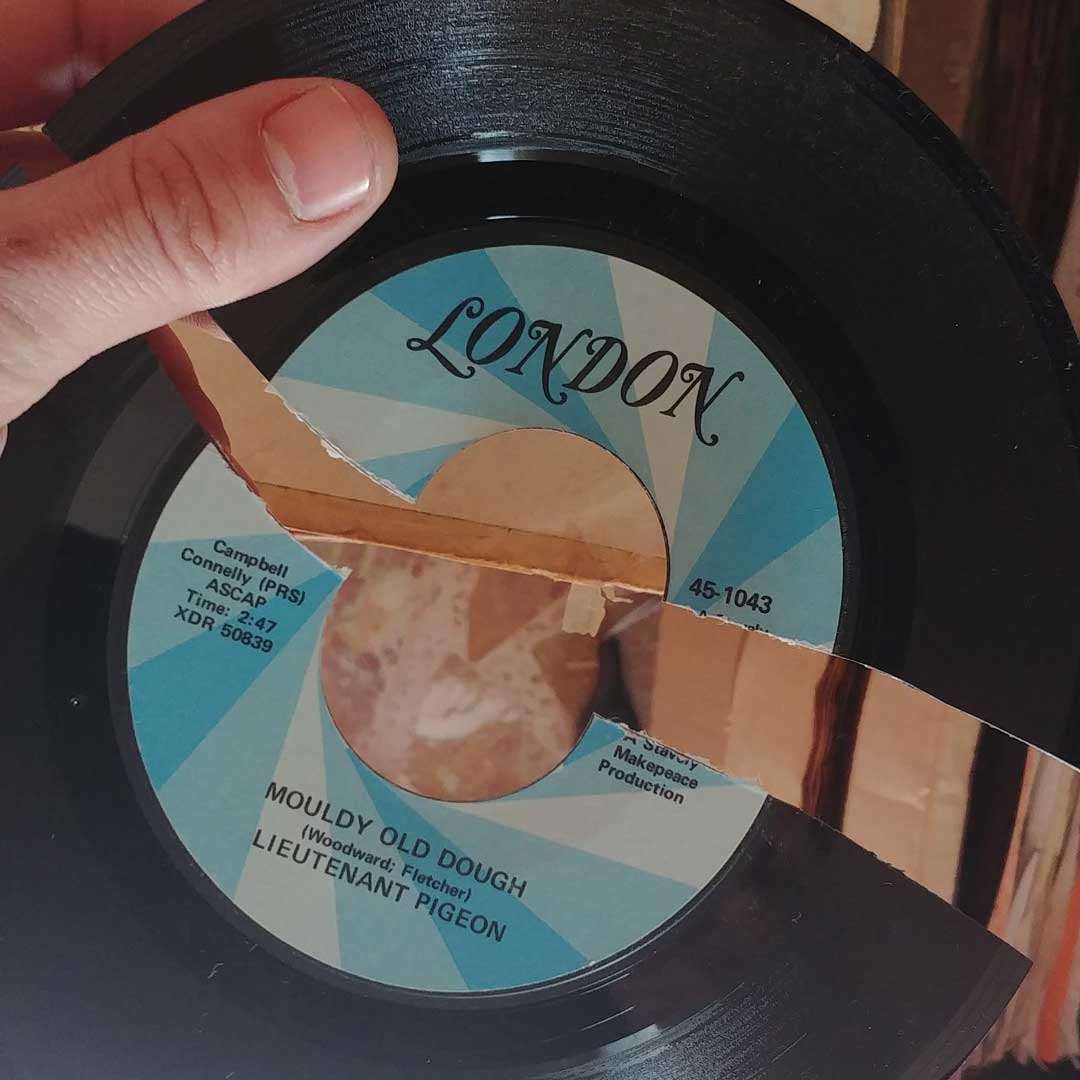 LONDON
45-1043
Campbell
Connelly (PRS)
ASCAP
Time: 2:47
XDR 50839
A Stavely
Makepeace
Production
MOULDY OLD DOUGH
(Woodward; Fletcher)
LIEUTENANT PIGEON